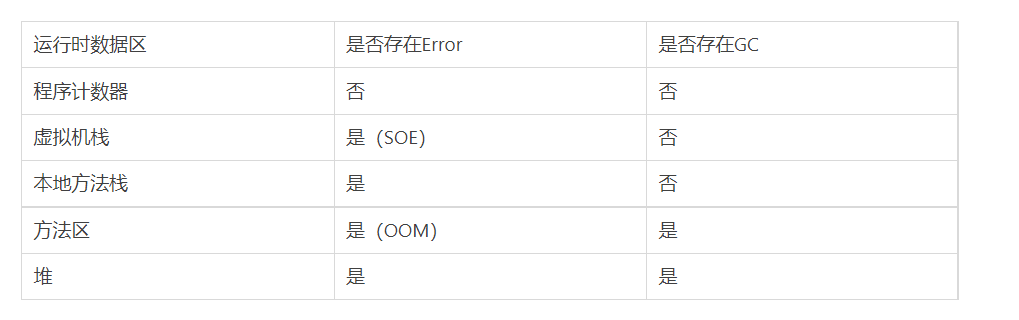 运行时数据区 是否存在Error 是否存在GC
程序计数器 否 否
虚拟机栈 是（SOE） 否
本地方法栈 是 否
方法区 是（OOM） 是
堆 是 是